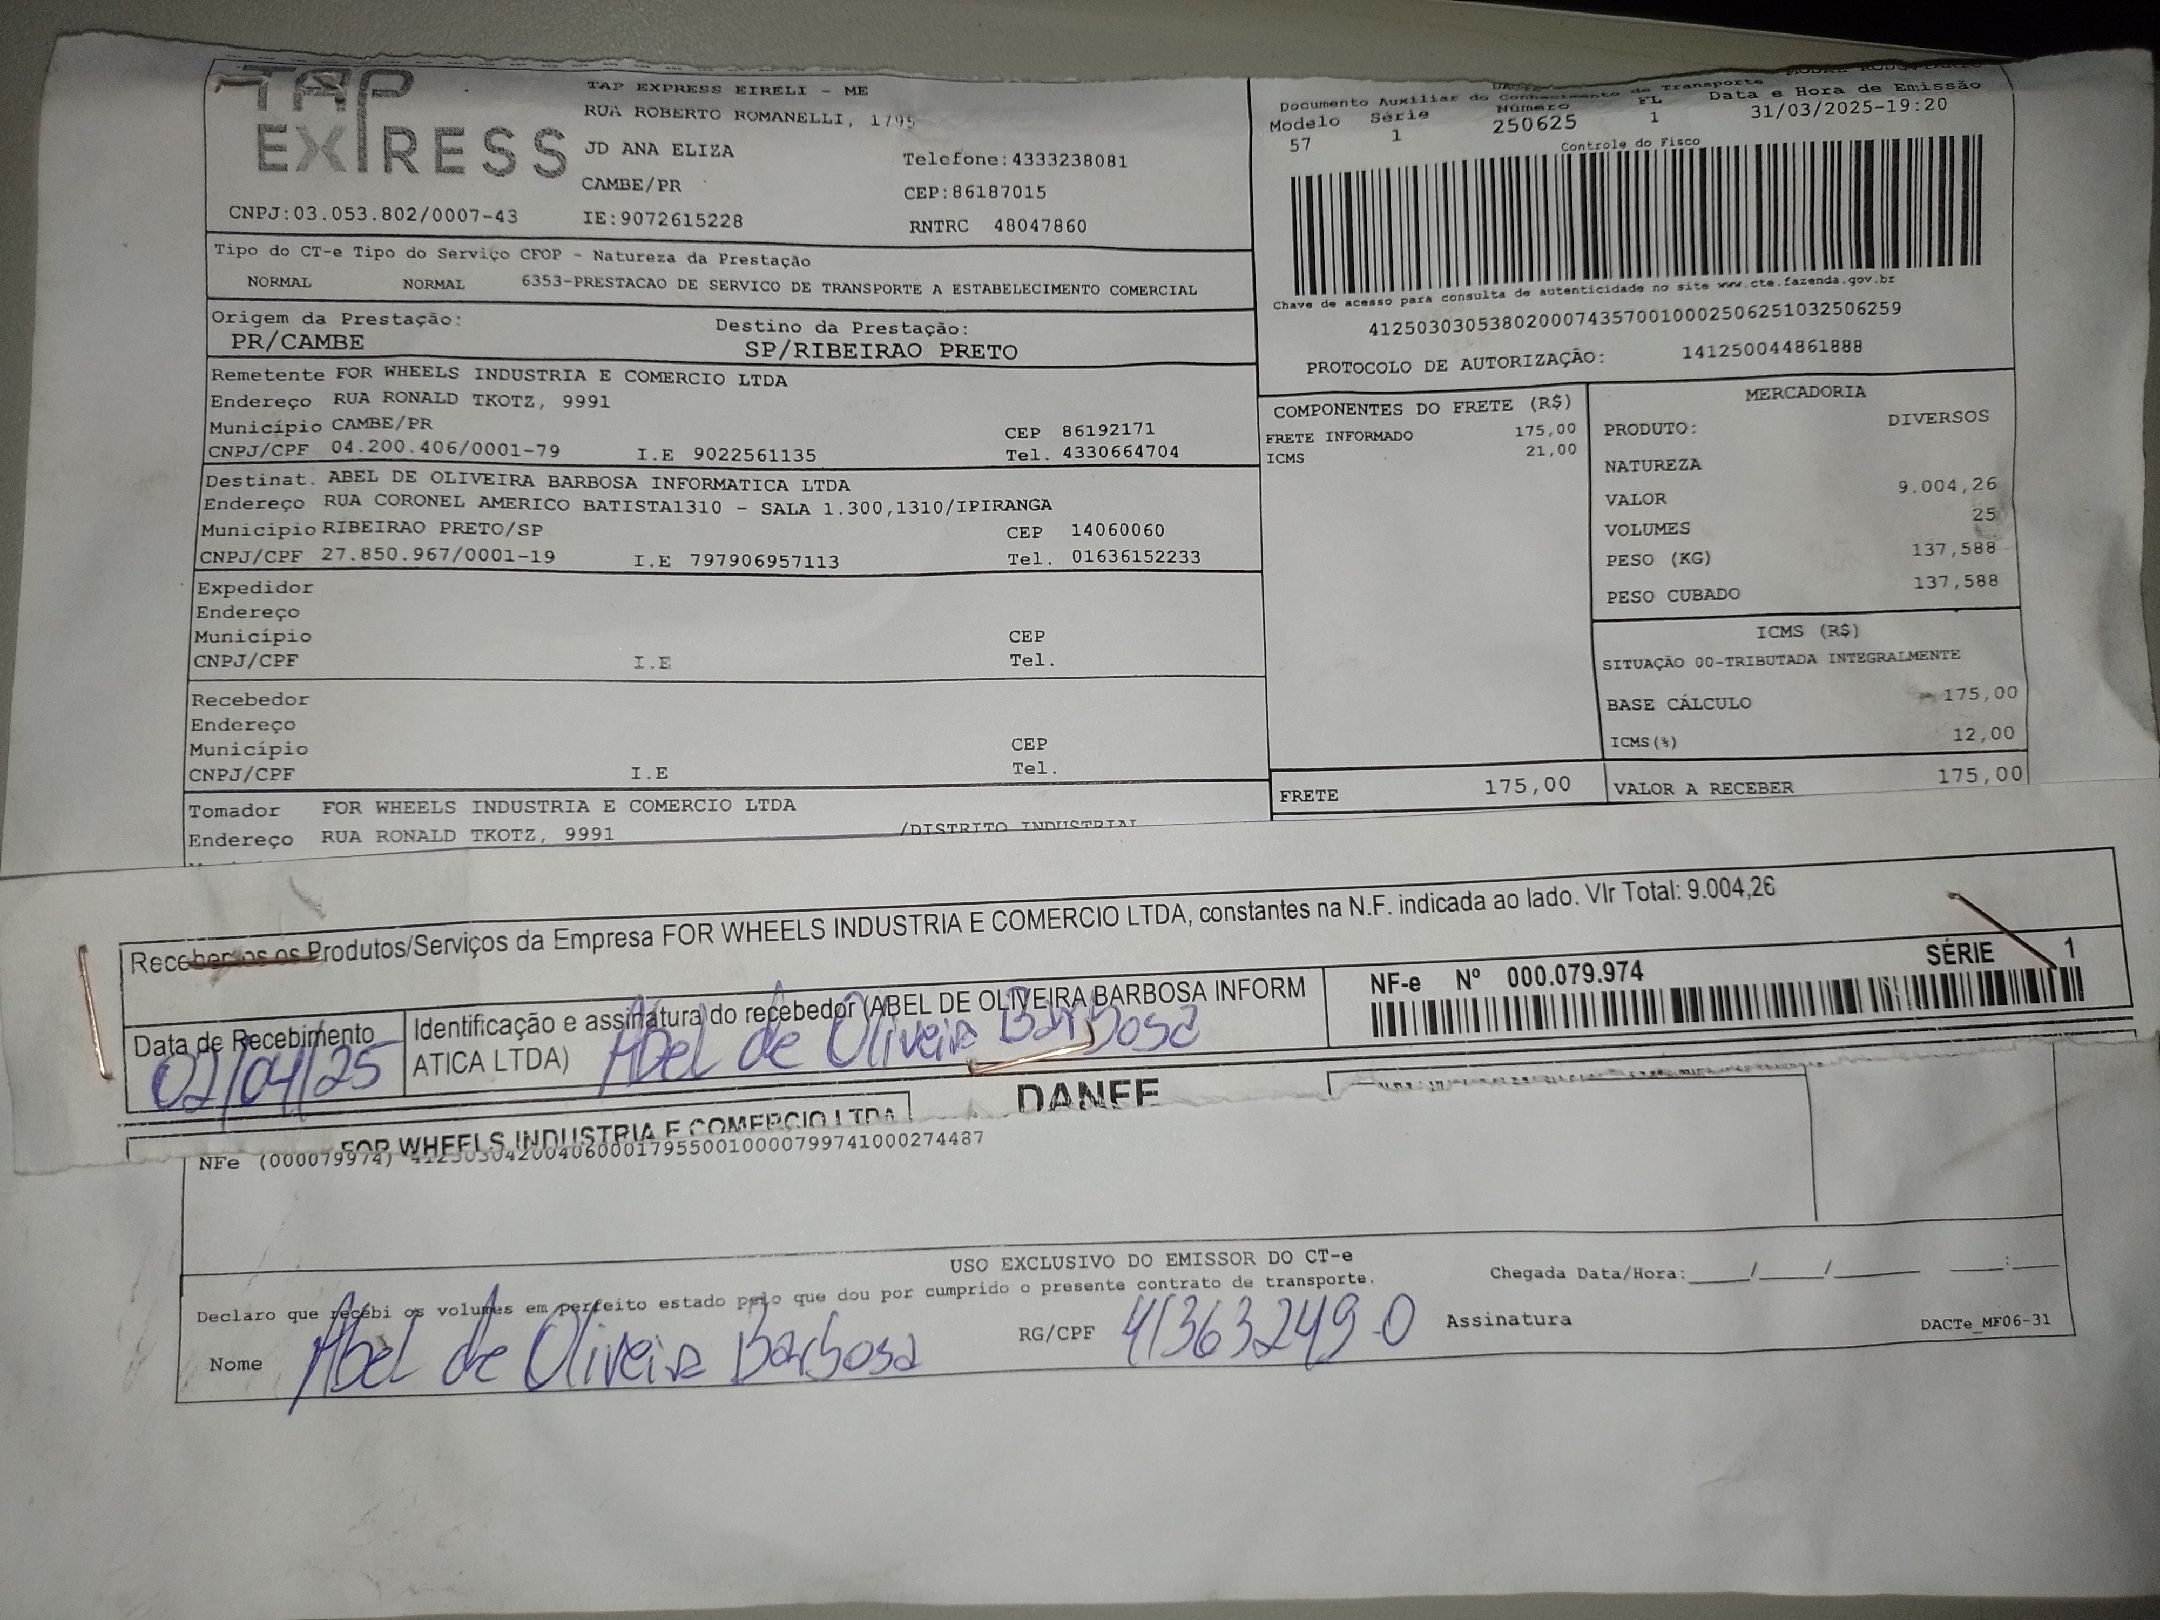 TAP EXPRESS
TAP EXPRESS EIRELI - ME
RUA ROBERTO ROMANELLI, 1795
JD ANA ELIZA
Telefone:4333238081
CAMBE/PR
CEP:86187015
CNPJ:03.053.802/0007-43 IE:9072615228 RNTRC 48047860
Documento Auxiliar do Conhecimento de Transporte
Modelo Série Número FL Data e Hora de Emissão
57 1 250625 1 31/03/2025-19:20
Controle do Fisco
Chave de acesso para consulta de autenticidade no site www.cte.fazenda.gov.br
41250303053802000743570010002506251032506259
PROTOCOLO DE AUTORIZAÇÃO: 141250044861888
Tipo do CT-e Tipo do Serviço CFOP - Natureza da Prestação
NORMAL NORMAL 6353-PRESTACAO DE SERVICO DE TRANSPORTE A ESTABELECIMENTO COMERCIAL
Origem da Prestação: Destino da Prestação:
PR/CAMBE SP/RIBEIRAO PRETO
Remetente FOR WHEELS INDUSTRIA E COMERCIO LTDA
Endereço RUA RONALD TKOTZ, 9991
Município CAMBE/PR CEP 86192171
CNPJ/CPF 04.200.406/0001-79 I.E 9022561135 Tel. 4330664704
Destinat. ABEL DE OLIVEIRA BARBOSA INFORMATICA LTDA
Endereço RUA CORONEL AMERICO BATISTA1310 - SALA 1.300,1310/IPIRANGA
Municipio RIBEIRAO PRETO/SP CEP 14060060
CNPJ/CPF 27.850.967/0001-19 I.E 797906957113 Tel. 01636152233
Expedidor
Endereço
Município CEP
CNPJ/CPF I.E Tel.
Recebedor
Endereço
Município CEP
CNPJ/CPF I.E Tel.
Tomador FOR WHEELS INDUSTRIA E COMERCIO LTDA
Endereço RUA RONALD TKOTZ, 9991 /DISTRITO INDUSTRIAL
COMPONENTES DO FRETE (R$)
FRETE INFORMADO 175,00
ICMS 21,00
FRETE 175,00
MERCADORIA
PRODUTO: DIVERSOS
NATUREZA
VALOR 9.004,26
VOLUMES 25
PESO (KG) 137,588
PESO CUBADO 137,588
ICMS (R$)
SITUAÇÃO 00-TRIBUTADA INTEGRALMENTE
BASE CÁLCULO 175,00
ICMS(%) 12,00
VALOR A RECEBER 175,00
Recebemos os Produtos/Serviços da Empresa FOR WHEELS INDUSTRIA E COMERCIO LTDA, constantes na N.F. indicada ao lado. Vlr Total: 9.004,26
Data de Recebimento
02/04/25
Identificação e assinatura do recebedor (ABEL DE OLIVEIRA BARBOSA INFORM
ATICA LTDA)
Abel de Oliveira Barbosa
NF-e Nº 000.079.974 SÉRIE 1
DANFE
FOR WHEELS INDUSTRIA E COMERCIO LTDA
NFe (000079974) 41250304200406000179550010000799741000274487
USO EXCLUSIVO DO EMISSOR DO CT-e
Declaro que recebi os volumes em perfeito estado pelo que dou por cumprido o presente contrato de transporte.
Chegada Data/Hora:____/____/______ ____:____
Nome Abel de Oliveira Barbosa RG/CPF 41363249-0 Assinatura
DACTe_MF06-31